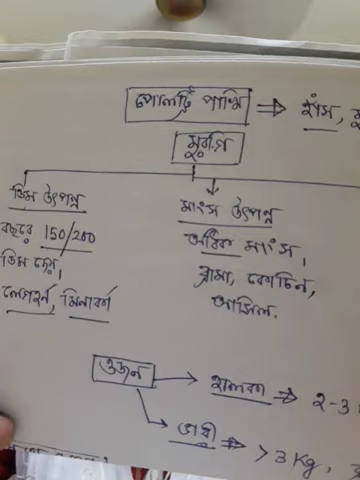 পোলট্রি পাখি ⇒ হাঁস,
মুরগি
ডিম উৎপন্ন
বছরে 150/200
ডিম দেয়।
লেগহর্ন, মিনার্কা
মাংস উৎপন্ন
অধিক মাংস।
ব্রামা, কোচিন,
আসিল.
ওজন → হালকা ⇒ 2-3
→ ভারী ⇒ >3 Kg,